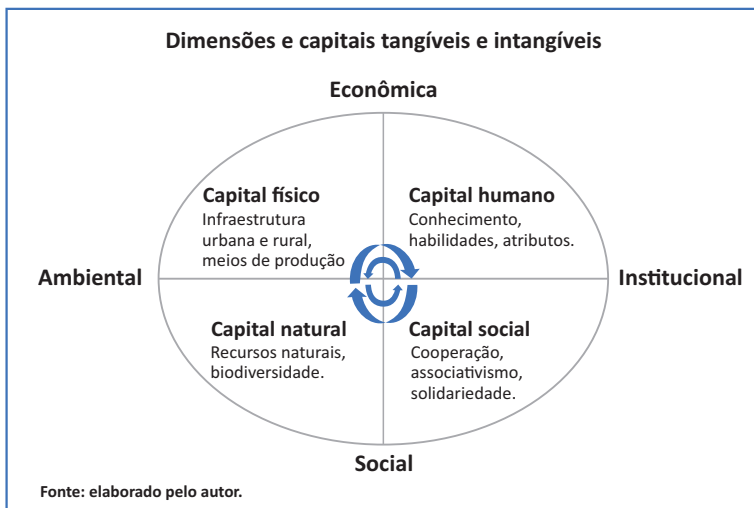 Dimensões e capitais tangíveis e intangíveis
Econômica
Capital físico
Infraestrutura
urbana e rural,
meios de produção
Capital humano
Conhecimento,
habilidades, atributos.
Ambiental
Institucional
Capital natural
Recursos naturais,
biodiversidade.
Capital social
Cooperação,
associativismo,
solidariedade.
Social
Fonte: elaborado pelo autor.